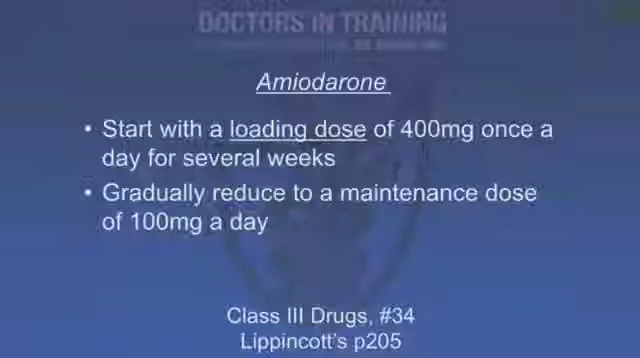 DOCTORS IN TRAINING
Amiodarone
• Start with a loading dose of 400mg once a
day for several weeks
• Gradually reduce to a maintenance dose
of 100mg a day
Class III Drugs, #34
Lippincott's p205